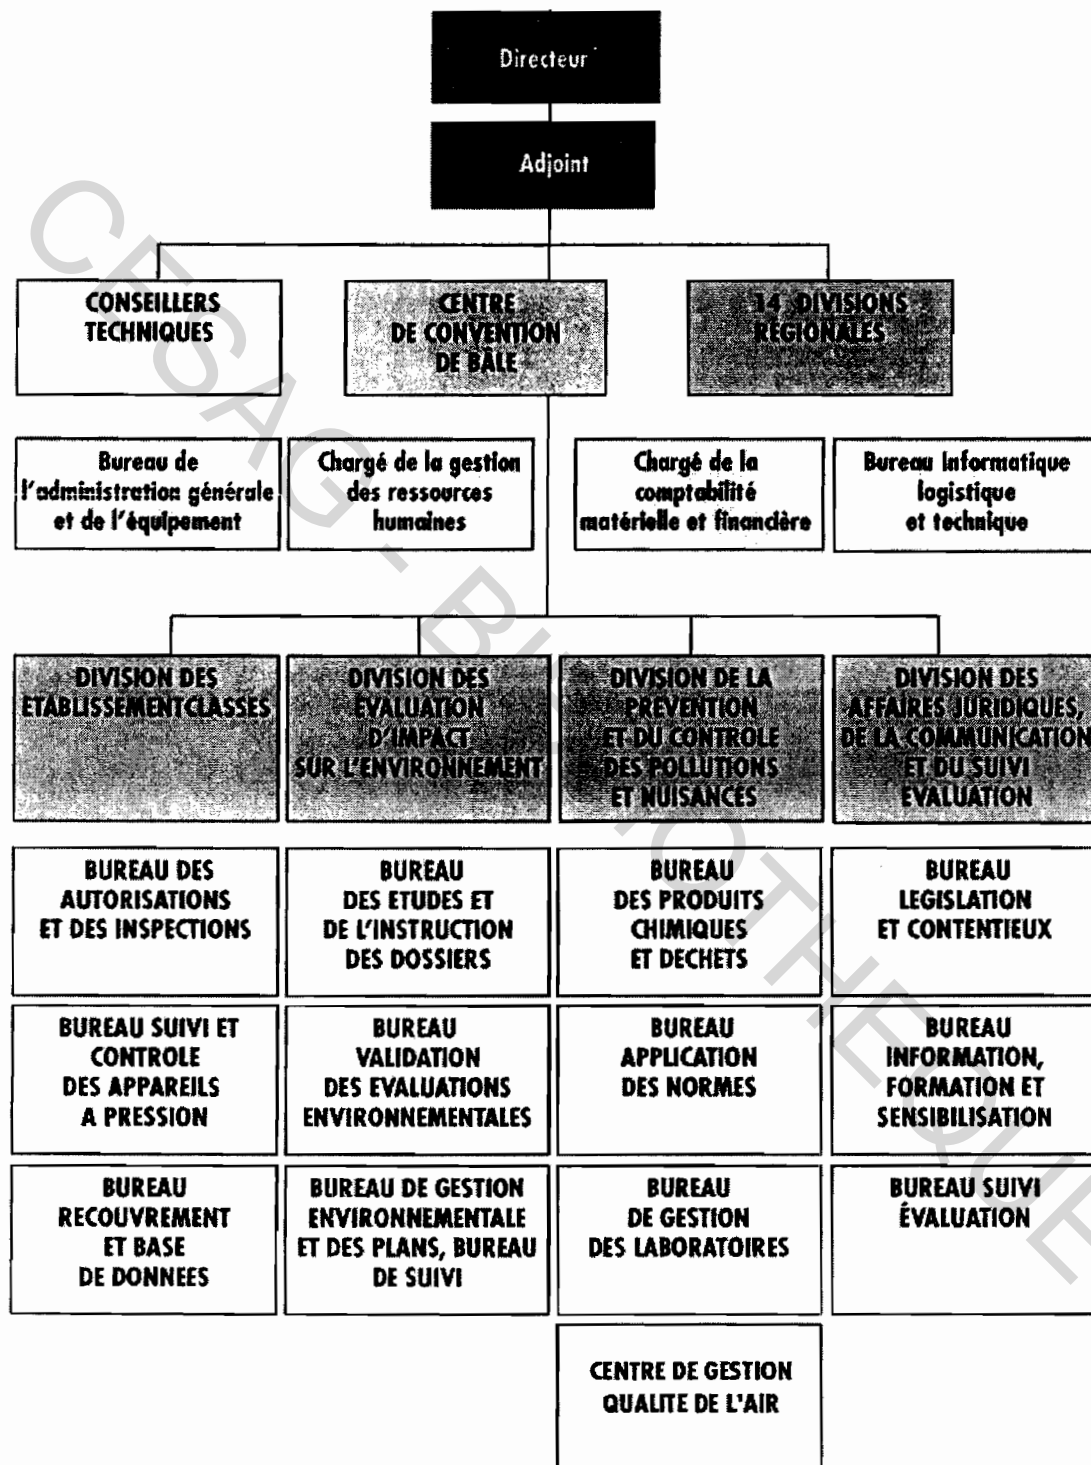 Directeur
Adjoint
CONSEILLERS
TECHNIQUES
CENTRE
DE CONVENTION
DE BÂLE
14 DIVISIONS
RÉGIONALES
Bureau de
l'administration générale
et de l'équipement
Chargé de la gestion
des ressources
humaines
Chargé de la
comptabilité
matérielle et financière
Bureau Informatique
logistique
et technique
DIVISION DES
ETABLISSEMENTCLASSES
DIVISION DES
ÉVALUATION
D'IMPACT
SUR L'ENVIRONNEMENT
DIVISION DE LA
PREVENTION
ET DU CONTROLE
DES POLLUTIONS
ET NUISANCES
DIVISION DES
AFFAIRES JURIDIQUES,
DE LA COMMUNICATION
ET DU SUIVI
ÉVALUATION
BUREAU DES
AUTORISATIONS
ET DES INSPECTIONS
BUREAU
DES ETUDES ET
DE L'INSTRUCTION
DES DOSSIERS
BUREAU
DES PRODUITS
CHIMIQUES
ET DECHETS
BUREAU
LEGISLATION
ET CONTENTIEUX
BUREAU SUIVI ET
CONTROLE
DES APPAREILS
A PRESSION
BUREAU
VALIDATION
DES EVALUATIONS
ENVIRONNEMENTALES
BUREAU
APPLICATION
DES NORMES
BUREAU
INFORMATION,
FORMATION ET
SENSIBILISATION
BUREAU
RECOUVREMENT
ET BASE
DE DONNEES
BUREAU DE GESTION
ENVIRONNEMENTALE
ET DES PLANS, BUREAU
DE SUIVI
BUREAU
DE GESTION
DES LABORATOIRES
BUREAU SUIVI
ÉVALUATION
CENTRE DE GESTION
QUALITE DE L'AIR
CESAG - BIBLIOTHEQUE